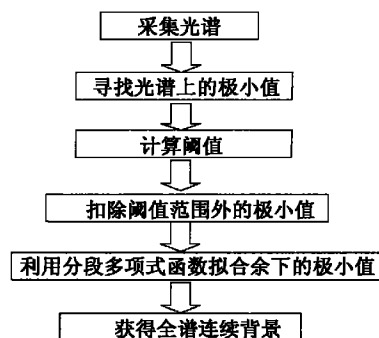 采集光谱
寻找光谱上的极小值
计算阈值
扣除阈值范围外的极小值
利用分段多项式函数拟合余下的极小值
获得全谱连续背景